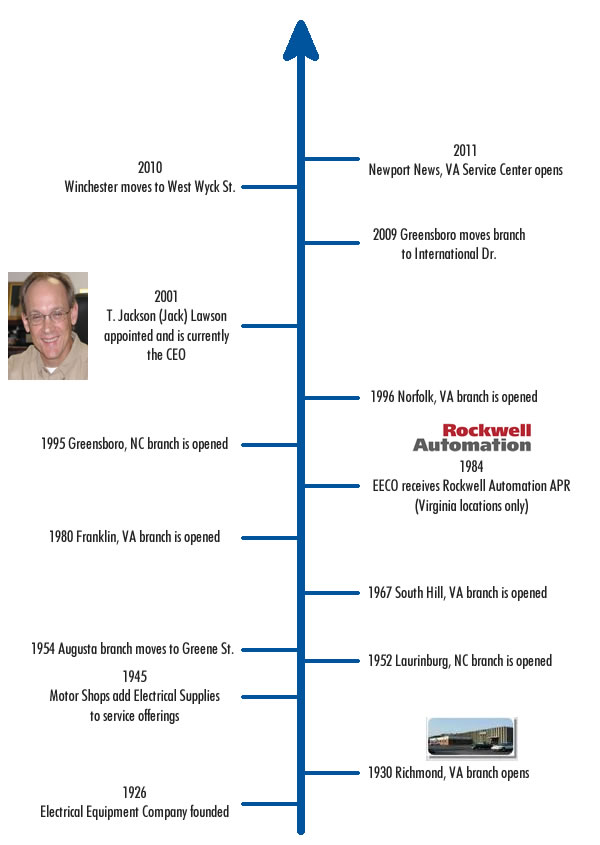 2011
Newport News, VA Service Center opens
2010
Winchester moves to West Wyck St.
2009 Greensboro moves branch
to International Dr.
2001
T. Jackson (Jack) Lawson
appointed and is currently
the CEO
1996 Norfolk, VA branch is opened
Rockwell
Automation
1995 Greensboro, NC branch is opened
1984
EECO receives Rockwell Automation APR
(Virginia locations only)
1980 Franklin, VA branch is opened
1967 South Hill, VA branch is opened
1954 Augusta branch moves to Greene St.
1952 Laurinburg, NC branch is opened
1945
Motor Shops add Electrical Supplies
to service offerings
1930 Richmond, VA branch opens
1926
Electrical Equipment Company founded